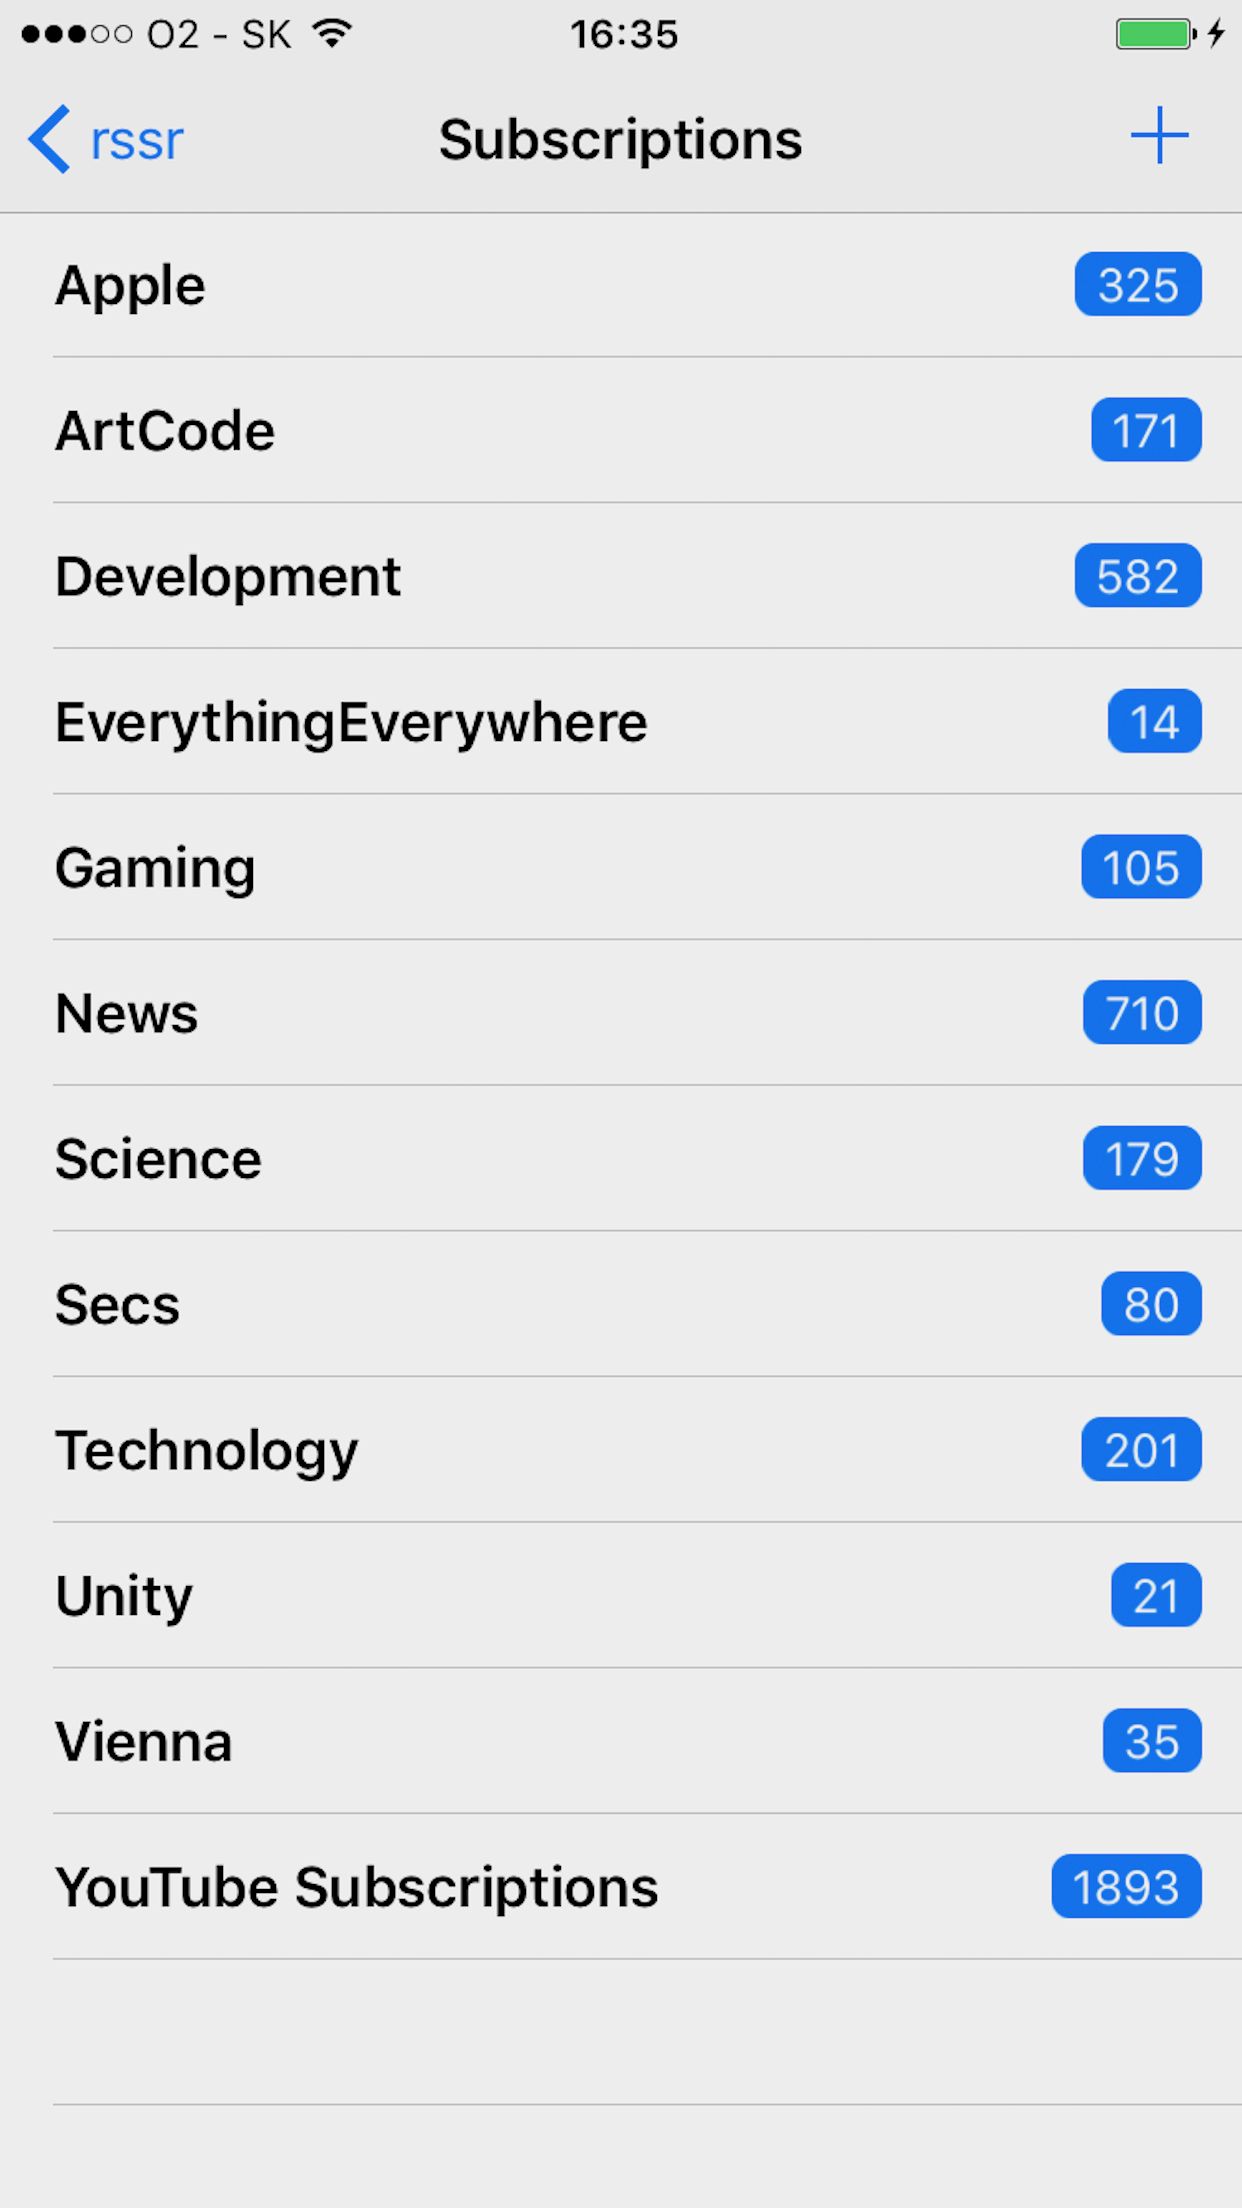 O2 - SK 16:35
rssr Subscriptions +
Apple 325
ArtCode 171
Development 582
EverythingEverywhere 14
Gaming 105
News 710
Science 179
Secs 80
Technology 201
Unity 21
Vienna 35
YouTube Subscriptions 1893